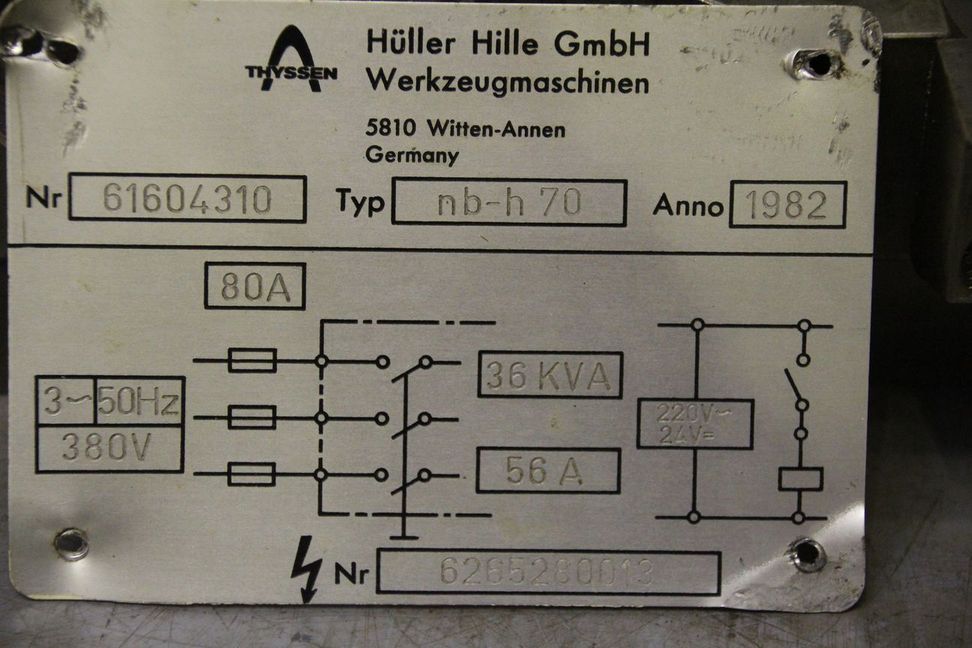 THYSSEN
Hüller Hille GmbH
Werkzeugmaschinen
5810 Witten-Annen
Germany
Nr 61604310 Typ nb-h 70 Anno 1982
80A
3~ 50Hz
380V
36 KVA
56 A
220V~
24V=
Nr 6265280013